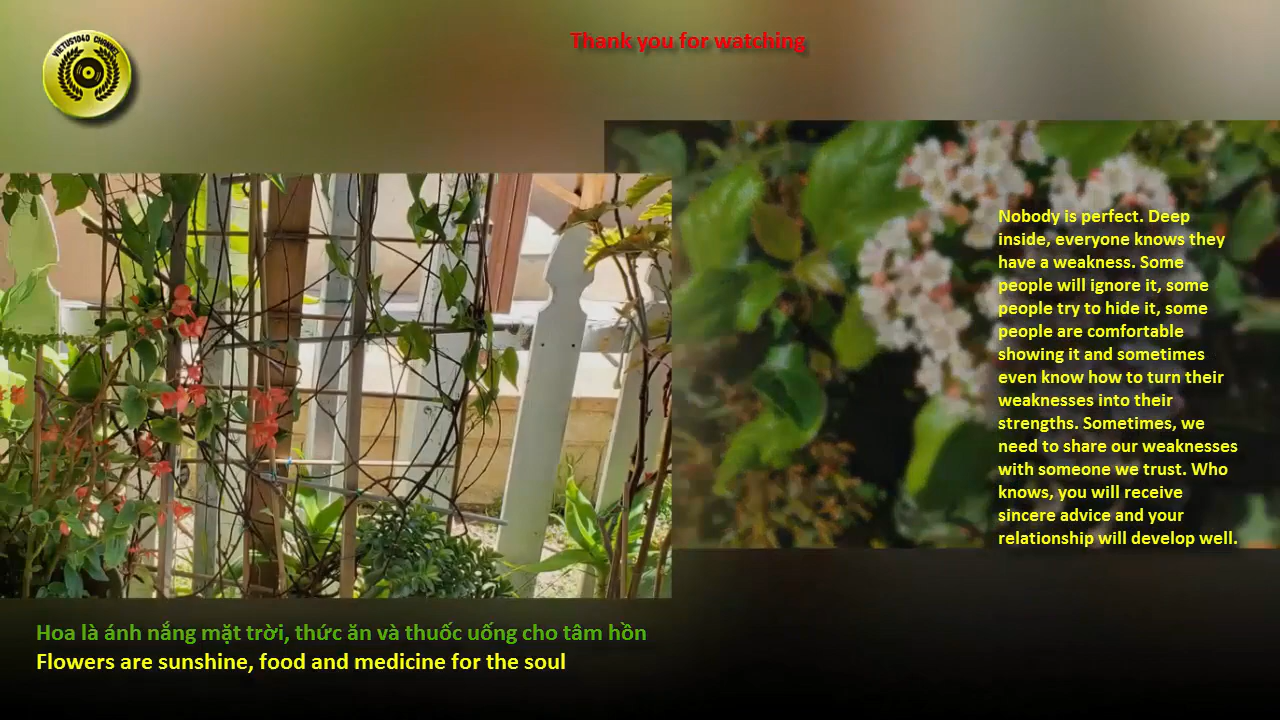 VIETUS1040 CHONNEL
Thank you for watching
Nobody is perfect. Deep
inside, everyone knows they
have a weakness. Some
people will ignore it, some
people try to hide it, some
people are comfortable
showing it and sometimes
even know how to turn their
weaknesses into their
strengths. Sometimes, we
need to share our weaknesses
with someone we trust. Who
knows, you will receive
sincere advice and your
relationship will develop well.
Hoa là ánh nắng mặt trời, thức ăn và thuốc uống cho tâm hồn
Flowers are sunshine, food and medicine for the soul